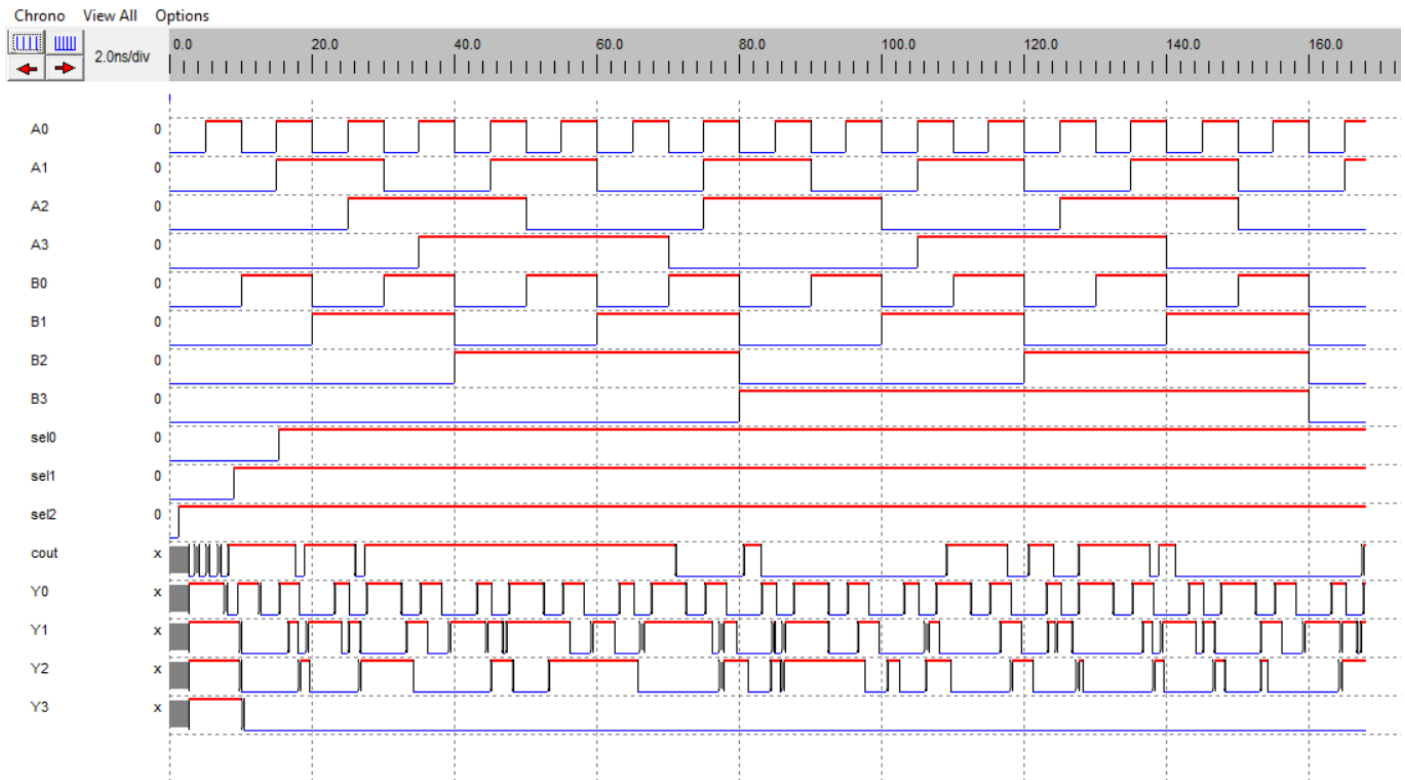 Chrono View All Options
2.0ns/div 0.0 20.0 40.0 60.0 80.0 100.0 120.0 140.0 160.0
A0 0
A1 0
A2 0
A3 0
B0 0
B1 0
B2 0
B3 0
sel0 0
sel1 0
sel2 0
cout x
Y0 x
Y1 x
Y2 x
Y3 x